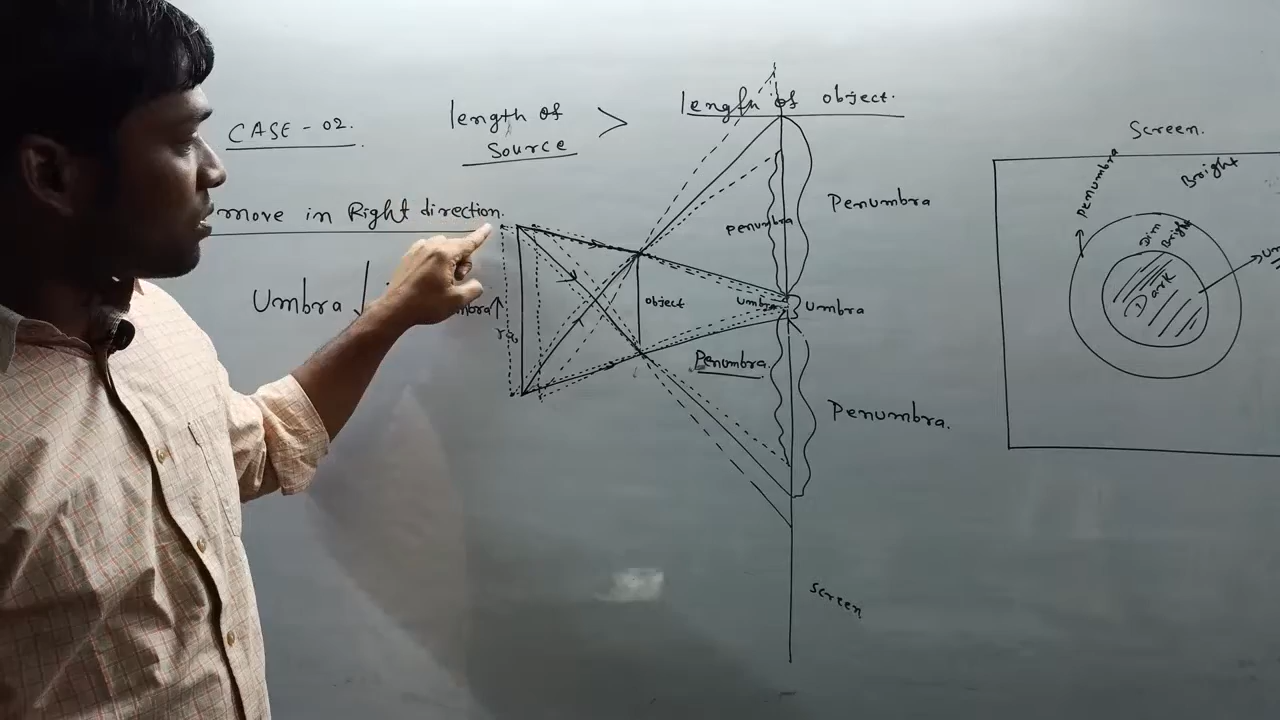 CASE - 02.
length of Source > length of object.
move in Right direction.
Umbra ↓
Penumbra
Penumbra
object
Umbra
Umbra
Penumbra
Penumbra.
Screen
Screen.
Penumbra
Bright
Dim
Bright
Dark